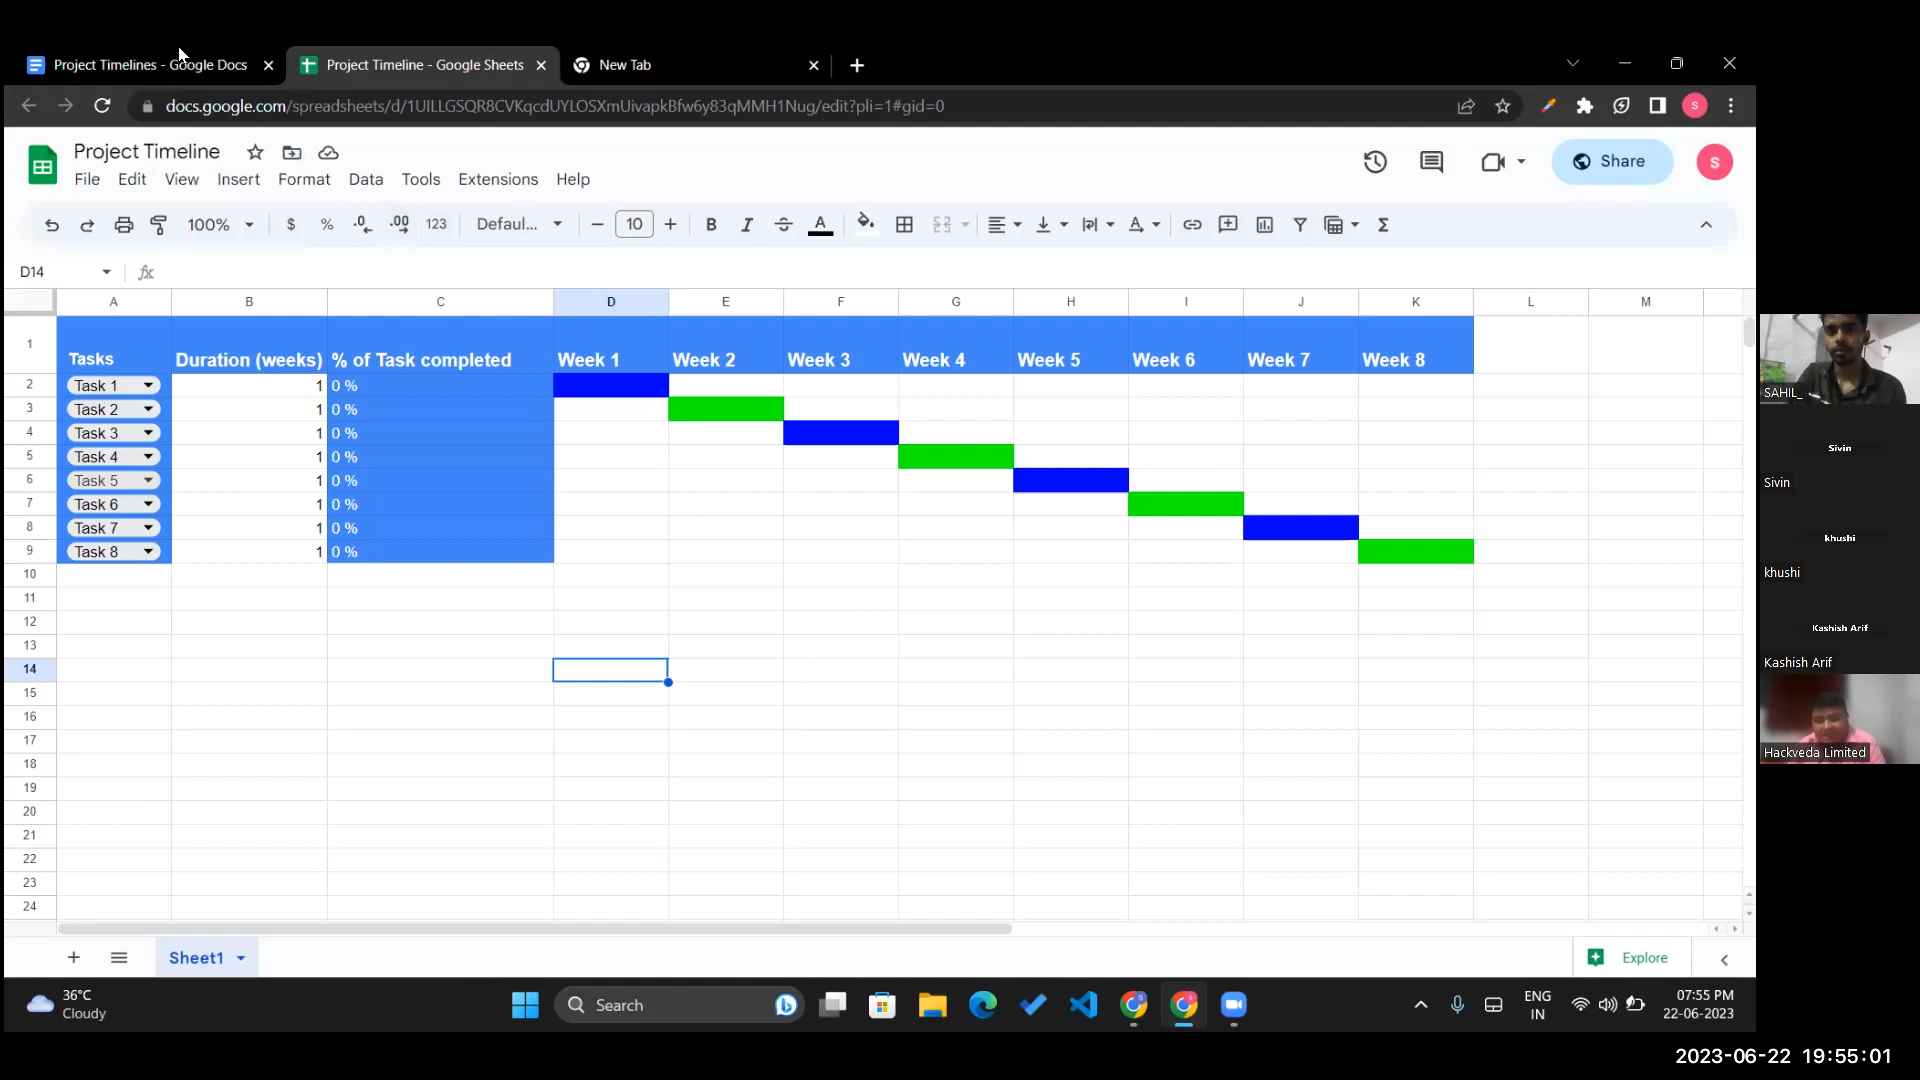 Project Timelines - Google Docs
Project Timeline - Google Sheets
New Tab
docs.google.com/spreadsheets/d/1UILLGSQR8CVKqcdUYLOSXmUivapkBfw6y83qMMH1Nug/edit?pli=1#gid=0
S
Project Timeline
File Edit View Insert Format Data Tools Extensions Help
Share
S
100% $ % .0 .00 123 Defaul... 10 B I A Σ
D14 fx
A B C D E F G H I J K L M
1 Tasks Duration (weeks) % of Task completed Week 1 Week 2 Week 3 Week 4 Week 5 Week 6 Week 7 Week 8
2 Task 1 1 0 %
3 Task 2 1 0 %
4 Task 3 1 0 %
5 Task 4 1 0 %
6 Task 5 1 0 %
7 Task 6 1 0 %
8 Task 7 1 0 %
9 Task 8 1 0 %
10
11
12
13
14
15
16
17
18
19
20
21
22
23
24
Sheet1
Explore
SAHIL_
Sivin
Sivin
khushi
khushi
Kashish Arif
Kashish Arif
Hackveda Limited
36°C
Cloudy
Search
ENG
IN
07:55 PM
22-06-2023
2023-06-22 19:55:01